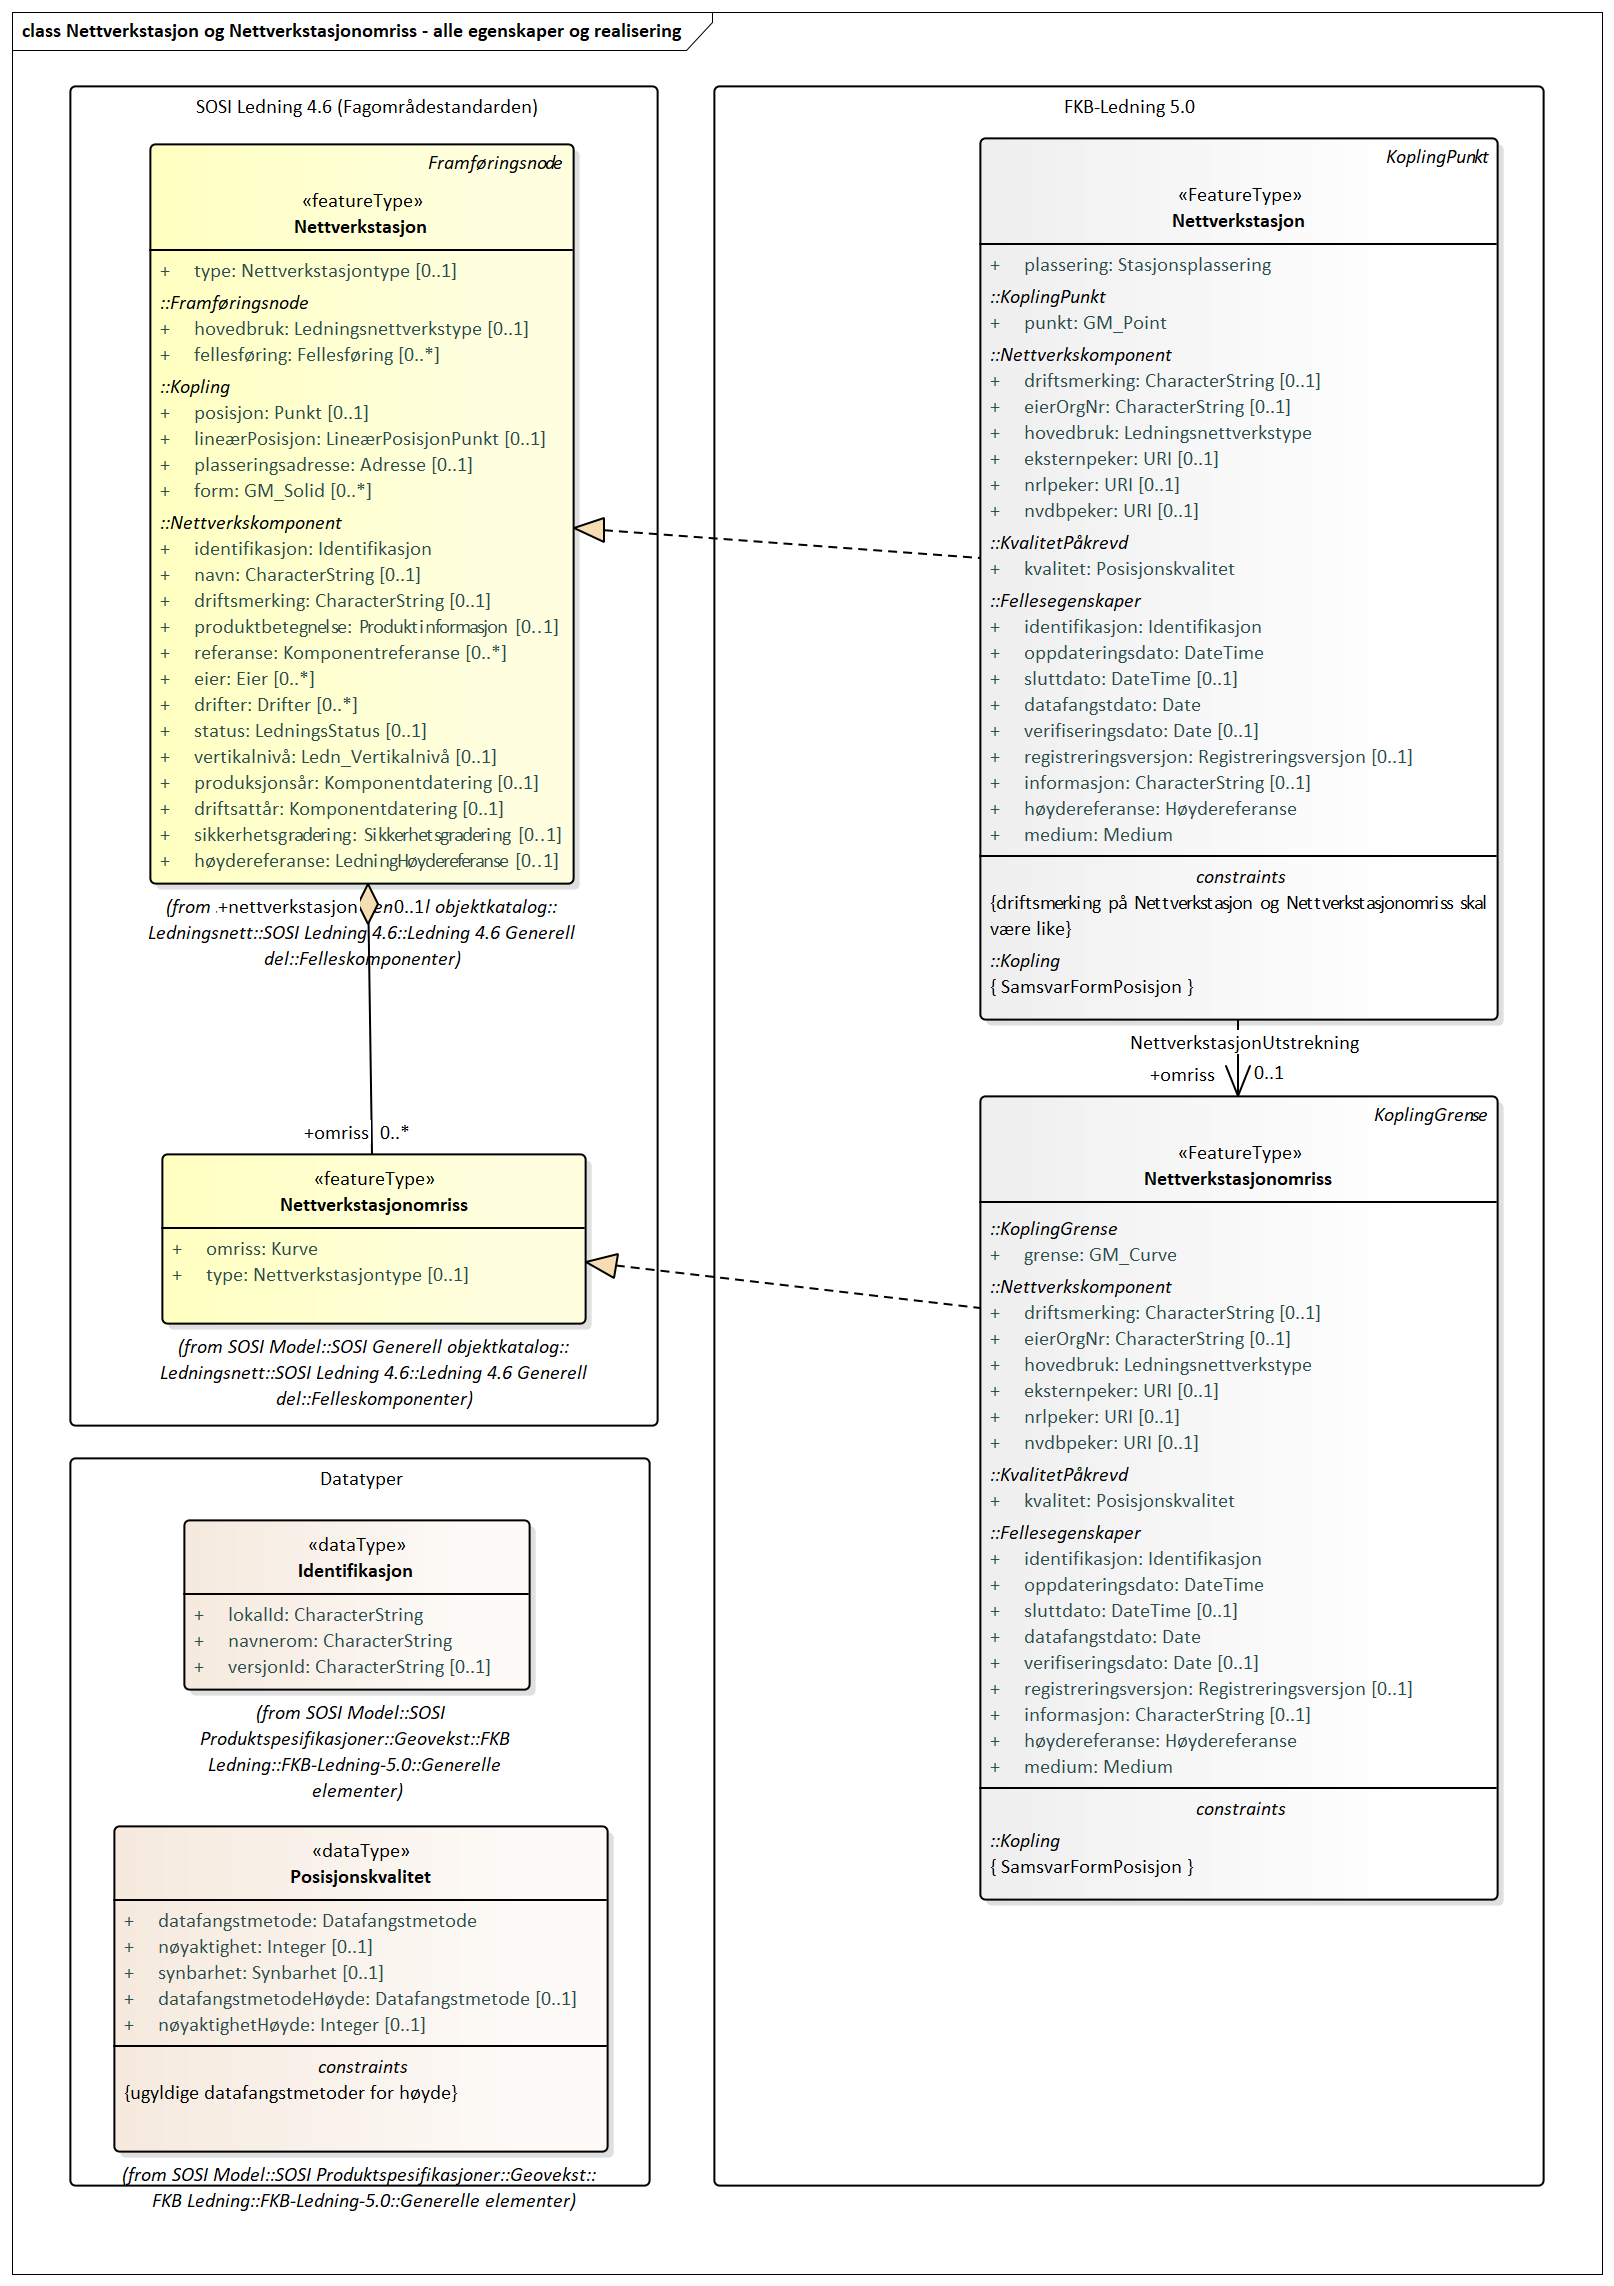 class Nettverkstasjon og Nettverkstasjonomriss - alle egenskaper og realisering
SOSI Ledning 4.6 (Fagområdestandarden)
Framføringsnode
«featureType»
Nettverkstasjon
+ type: Nettverkstasjontype [0..1]
::Framføringsnode
+ hovedbruk: Ledningsnettverkstype [0..1]
+ fellesføring: Fellesføring [0..*]
::Kopling
+ posisjon: Punkt [0..1]
+ lineærPosisjon: LineærPosisjonPunkt [0..1]
+ plasseringsadresse: Adresse [0..1]
+ form: GM_Solid [0..*]
::Nettverkskomponent
+ identifikasjon: Identifikasjon
+ navn: CharacterString [0..1]
+ driftsmerking: CharacterString [0..1]
+ produktbetegnelse: Produktinformasjon [0..1]
+ referanse: Komponentreferanse [0..*]
+ eier: Eier [0..*]
+ drifter: Drifter [0..*]
+ status: LedningsStatus [0..1]
+ vertikalnivå: Ledn_Vertikalnivå [0..1]
+ produksjonsår: Komponentdatering [0..1]
+ driftsattår: Komponentdatering [0..1]
+ sikkerhetsgradering: Sikkerhetsgradering [0..1]
+ høydereferanse: LedningHøydereferanse [0..1]
(from +nettverkstasjon 0..1 objektkatalog::
Ledningsnett::SOSI Ledning 4.6::Ledning 4.6 Generell
del::Felleskomponenter)
+omriss 0..*
«featureType»
Nettverkstasjonomriss
+ omriss: Kurve
+ type: Nettverkstasjontype [0..1]
(from SOSI Model::SOSI Generell objektkatalog::
Ledningsnett::SOSI Ledning 4.6::Ledning 4.6 Generell
del::Felleskomponenter)
Datatyper
«dataType»
Identifikasjon
+ lokalId: CharacterString
+ navnerom: CharacterString
+ versjonId: CharacterString [0..1]
(from SOSI Model::SOSI
Produktspesifikasjoner::Geovekst::FKB
Ledning::FKB-Ledning-5.0::Generelle
elementer)
«dataType»
Posisjonskvalitet
+ datafangstmetode: Datafangstmetode
+ nøyaktighet: Integer [0..1]
+ synbarhet: Synbarhet [0..1]
+ datafangstmetodeHøyde: Datafangstmetode [0..1]
+ nøyaktighetHøyde: Integer [0..1]
constraints
{ugyldige datafangstmetoder for høyde}
(from SOSI Model::SOSI Produktspesifikasjoner::Geovekst::
FKB Ledning::FKB-Ledning-5.0::Generelle elementer)
FKB-Ledning 5.0
KoplingPunkt
«FeatureType»
Nettverkstasjon
+ plassering: Stasjonsplassering
::KoplingPunkt
+ punkt: GM_Point
::Nettverkskomponent
+ driftsmerking: CharacterString [0..1]
+ eierOrgNr: CharacterString [0..1]
+ hovedbruk: Ledningsnettverkstype
+ eksternpeker: URI [0..1]
+ nrlpeker: URI [0..1]
+ nvdbpeker: URI [0..1]
::KvalitetPåkrevd
+ kvalitet: Posisjonskvalitet
::Fellesegenskaper
+ identifikasjon: Identifikasjon
+ oppdateringsdato: DateTime
+ sluttdato: DateTime [0..1]
+ datafangstdato: Date
+ verifiseringsdato: Date [0..1]
+ registreringsversjon: Registreringsversjon [0..1]
+ informasjon: CharacterString [0..1]
+ høydereferanse: Høydereferanse
+ medium: Medium
constraints
{driftsmerking på Nettverkstasjon og Nettverkstasjonomriss skal
være like}
::Kopling
{ SamsvarFormPosisjon }
NettverkstasjonUtstrekning
+omriss 0..1
KoplingGrense
«FeatureType»
Nettverkstasjonomriss
::KoplingGrense
+ grense: GM_Curve
::Nettverkskomponent
+ driftsmerking: CharacterString [0..1]
+ eierOrgNr: CharacterString [0..1]
+ hovedbruk: Ledningsnettverkstype
+ eksternpeker: URI [0..1]
+ nrlpeker: URI [0..1]
+ nvdbpeker: URI [0..1]
::KvalitetPåkrevd
+ kvalitet: Posisjonskvalitet
::Fellesegenskaper
+ identifikasjon: Identifikasjon
+ oppdateringsdato: DateTime
+ sluttdato: DateTime [0..1]
+ datafangstdato: Date
+ verifiseringsdato: Date [0..1]
+ registreringsversjon: Registreringsversjon [0..1]
+ informasjon: CharacterString [0..1]
+ høydereferanse: Høydereferanse
+ medium: Medium
constraints
::Kopling
{ SamsvarFormPosisjon }